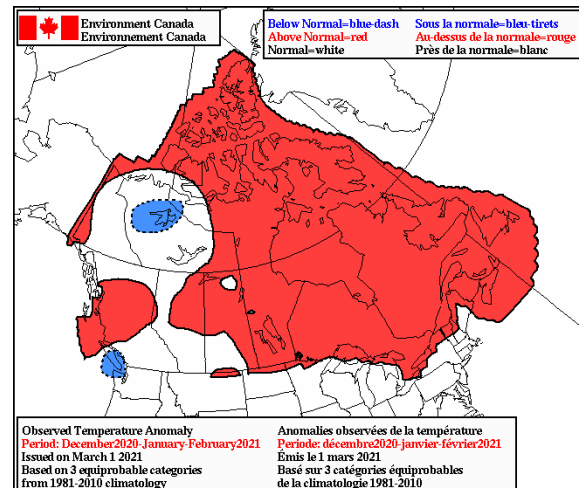 Environment Canada
Environnement Canada
Below Normal=blue-dash
Above Normal=red
Normal=white
Sous la normale=bleu-tirets
Au-dessus de la normale=rouge
Près de la normale=blanc
Observed Temperature Anomaly
Period: December2020-January-February2021
Issued on March 1 2021
Based on 3 equiprobable categories
from 1981-2010 climatology
Anomalies observées de la température
Periode: décembre2020-janvier-février2021
Émis le 1 mars 2021
Basé sur 3 catégories équiprobables
de la climatologie 1981-2010